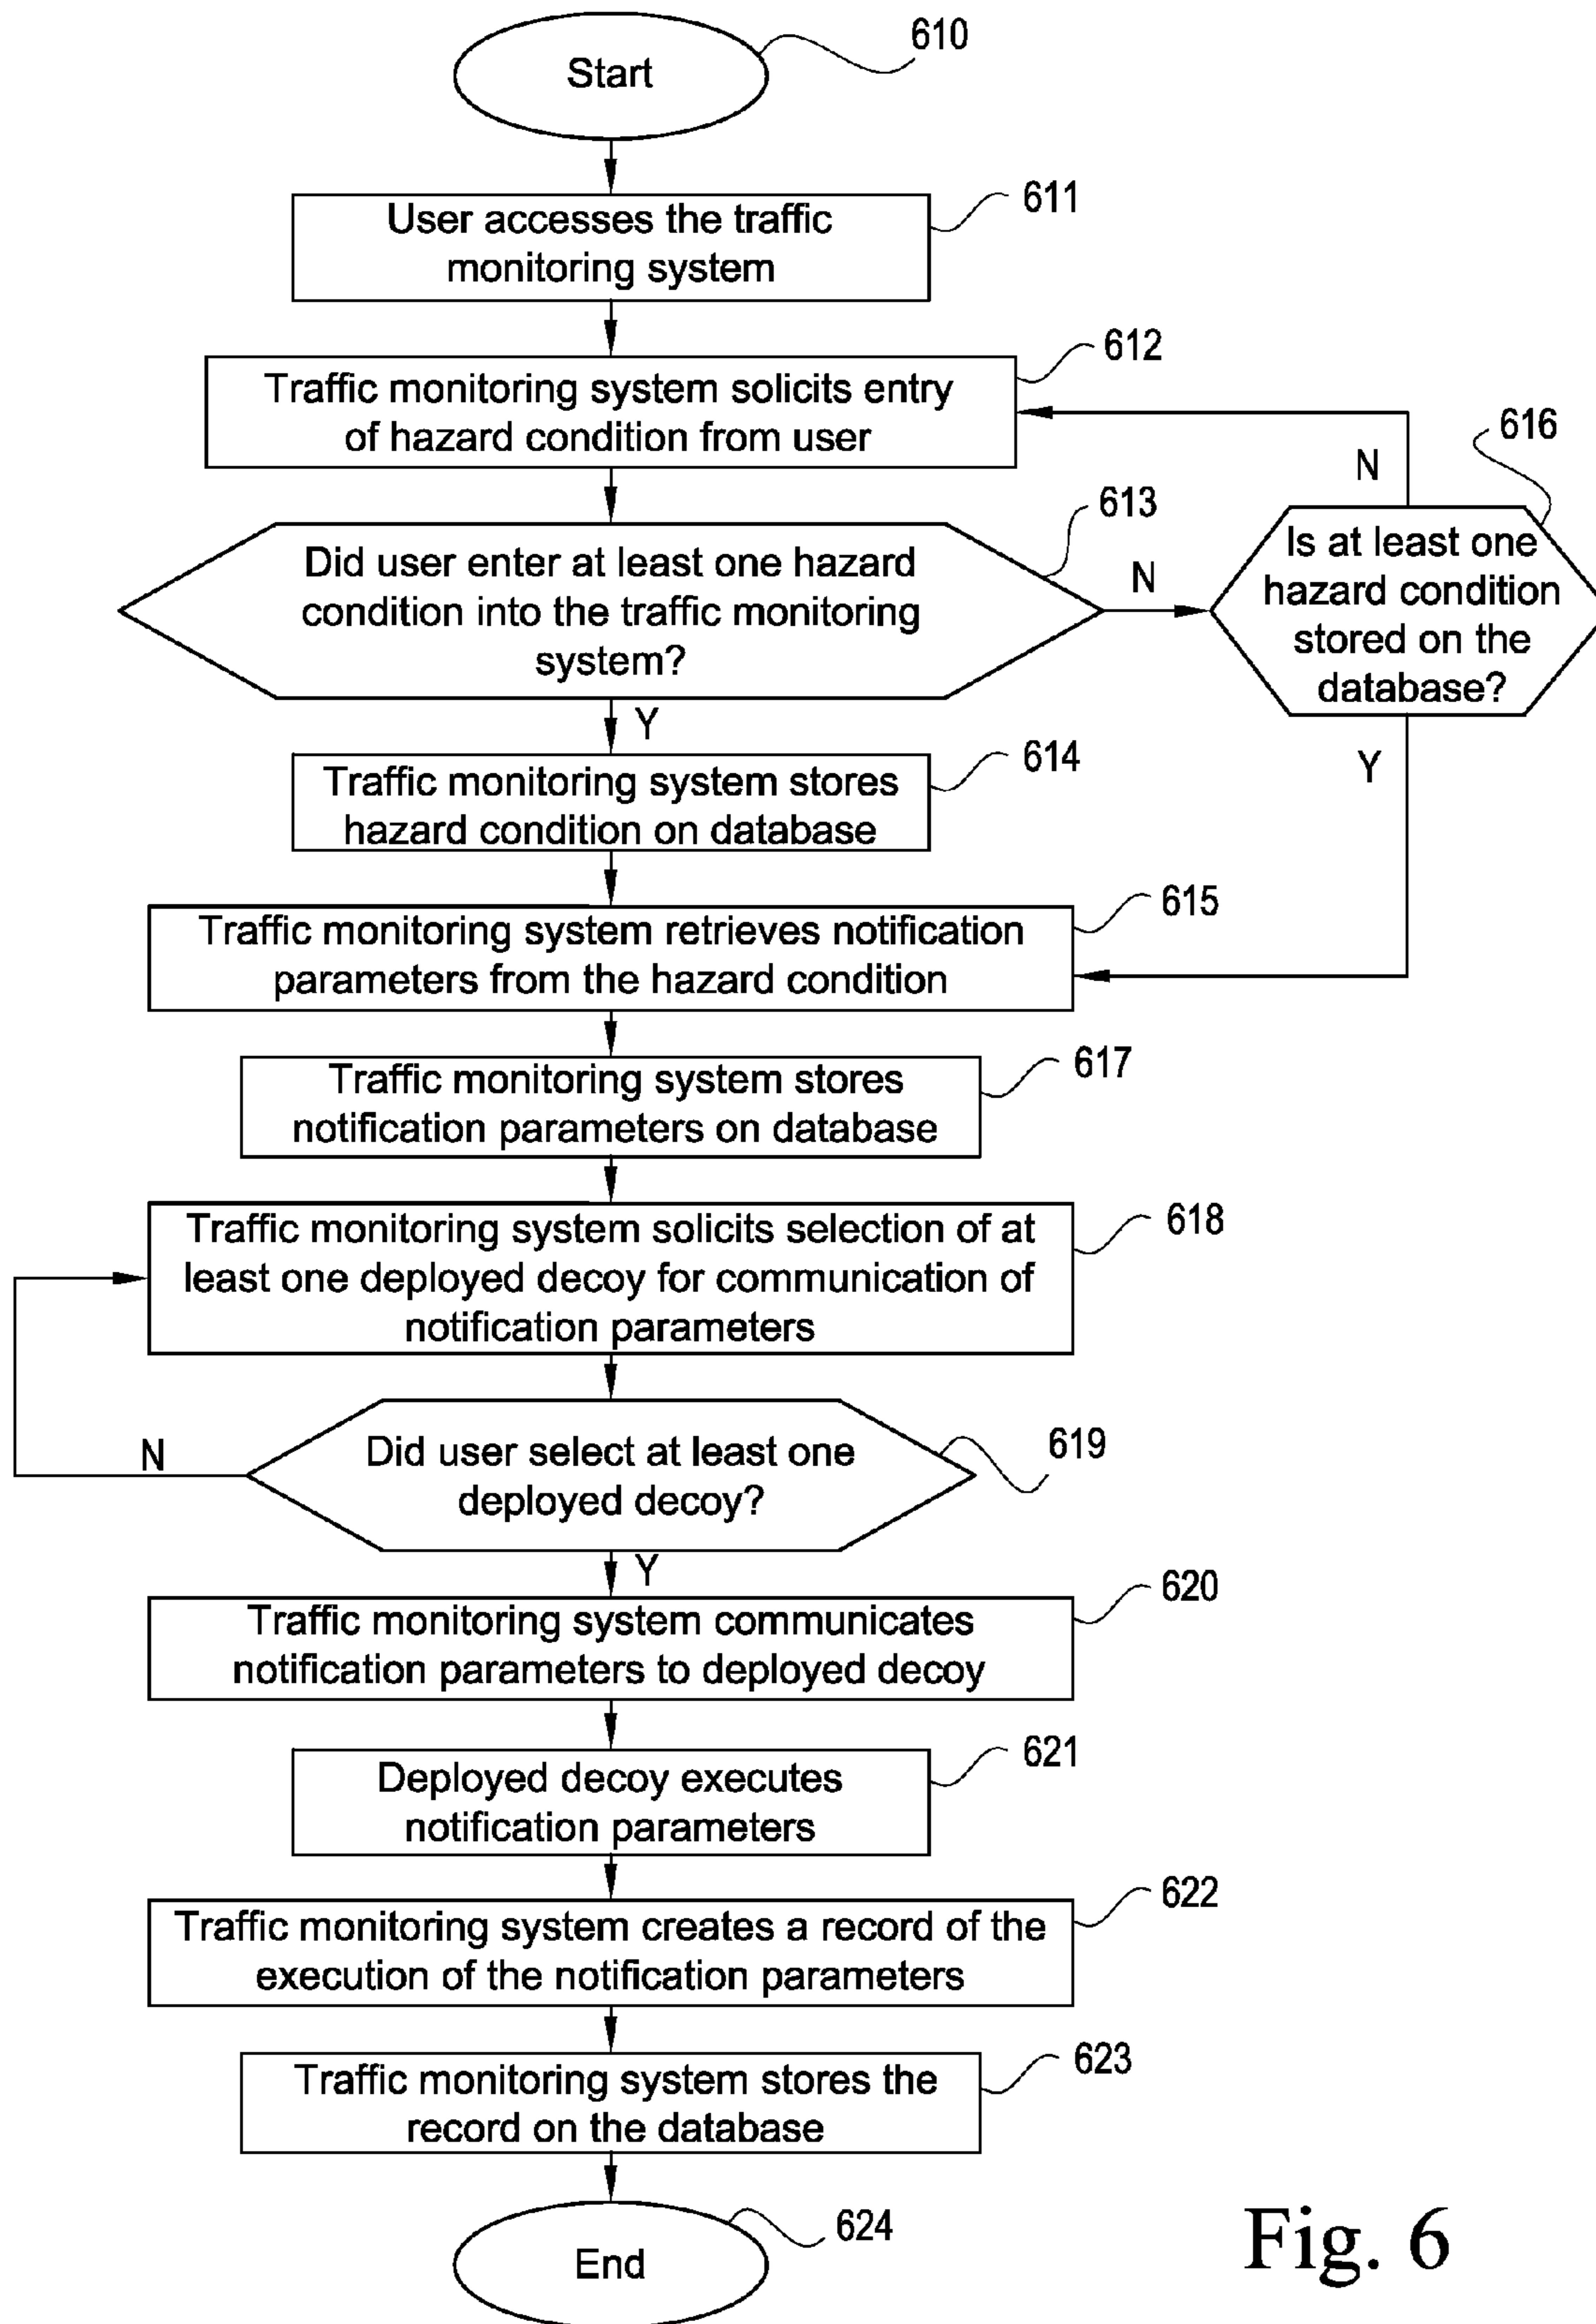 Start
610
User accesses the traffic
monitoring system
611
Traffic monitoring system solicits entry
of hazard condition from user
612
Did user enter at least one hazard
condition into the traffic monitoring
system?
613
N
Is at least one
hazard condition
stored on the
database?
616
N
Y
Y
Traffic monitoring system stores
hazard condition on database
614
Traffic monitoring system retrieves notification
parameters from the hazard condition
615
Traffic monitoring system stores
notification parameters on database
617
Traffic monitoring system solicits selection of at
least one deployed decoy for communication of
notification parameters
618
Did user select at least one
deployed decoy?
619
N
Y
Traffic monitoring system communicates
notification parameters to deployed decoy
620
Deployed decoy executes
notification parameters
621
Traffic monitoring system creates a record of the
execution of the notification parameters
622
Traffic monitoring system stores the
record on the database
623
End
624
Fig. 6